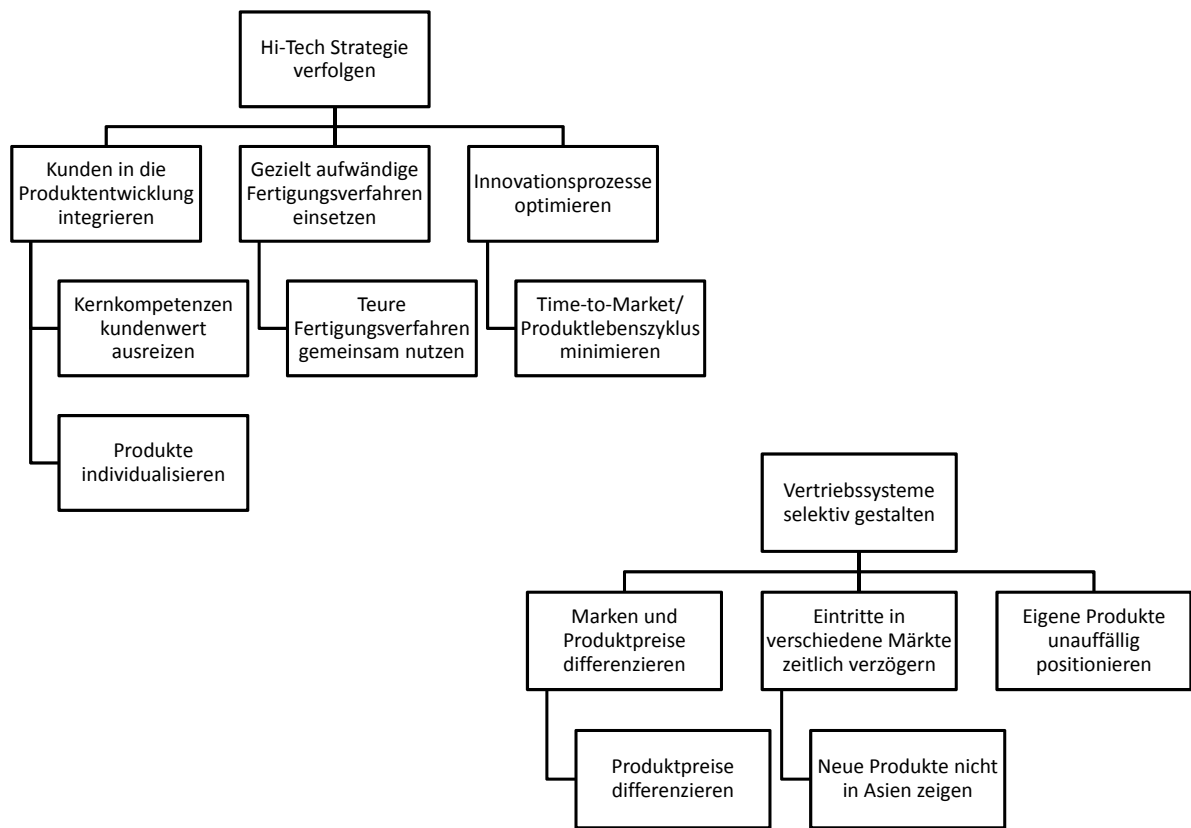 Hi-Tech Strategie
verfolgen
Kunden in die
Produktentwicklung
integrieren
Gezielt aufwändige
Fertigungsverfahren
einsetzen
Innovationsprozesse
optimieren
Kernkompetenzen
kundenwert
ausreizen
Teure
Fertigungsverfahren
gemeinsam nutzen
Time-to-Market/
Produktlebenszyklus
minimieren
Produkte
individualisieren
Vertriebssysteme
selektiv gestalten
Marken und
Produktpreise
differenzieren
Eintritte in
verschiedene Märkte
zeitlich verzögern
Eigene Produkte
unauffällig
positionieren
Produktpreise
differenzieren
Neue Produkte nicht
in Asien zeigen